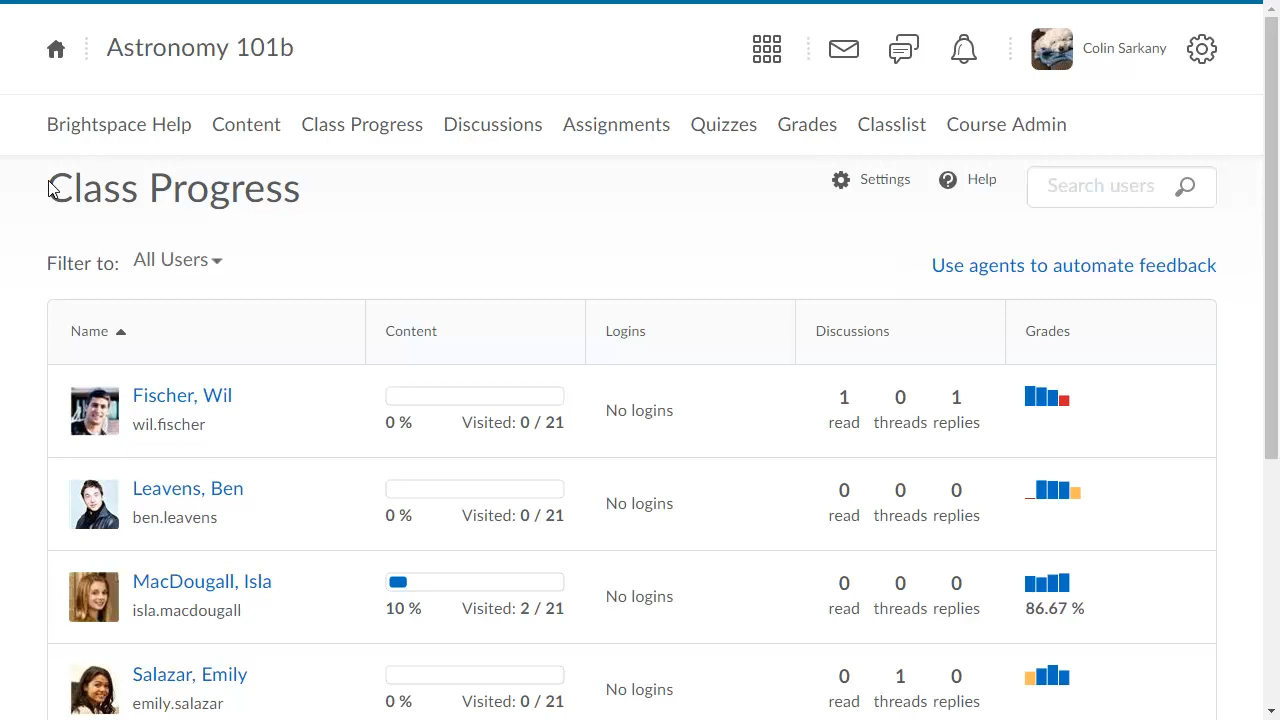 Astronomy 101b
Colin Sarkany
Brightspace Help Content Class Progress Discussions Assignments Quizzes Grades Classlist Course Admin
Class Progress
Settings Help Search users
Filter to: All Users
Use agents to automate feedback
Name Content Logins Discussions Grades
Fischer, Wil
wil.fischer
0 % Visited: 0 / 21
No logins
1 0 1
read threads replies
Leavens, Ben
ben.leavens
0 % Visited: 0 / 21
No logins
0 0 0
read threads replies
MacDougall, Isla
isla.macdougall
10 % Visited: 2 / 21
No logins
0 0 0
read threads replies
86.67 %
Salazar, Emily
emily.salazar
0 % Visited: 0 / 21
No logins
0 1 0
read threads replies